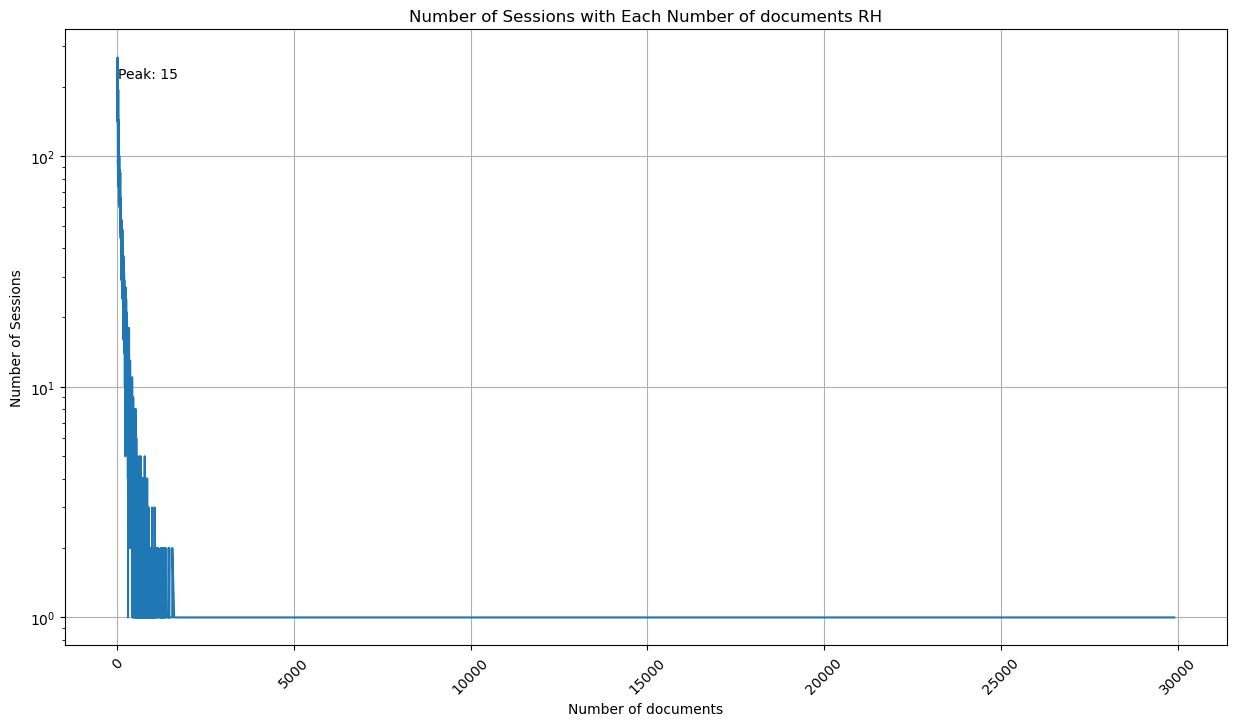 Number of Sessions with Each Number of documents RH
Peak: 15
10²
10¹
10⁰
Number of Sessions
0
5000
10000
15000
20000
25000
30000
Number of documents